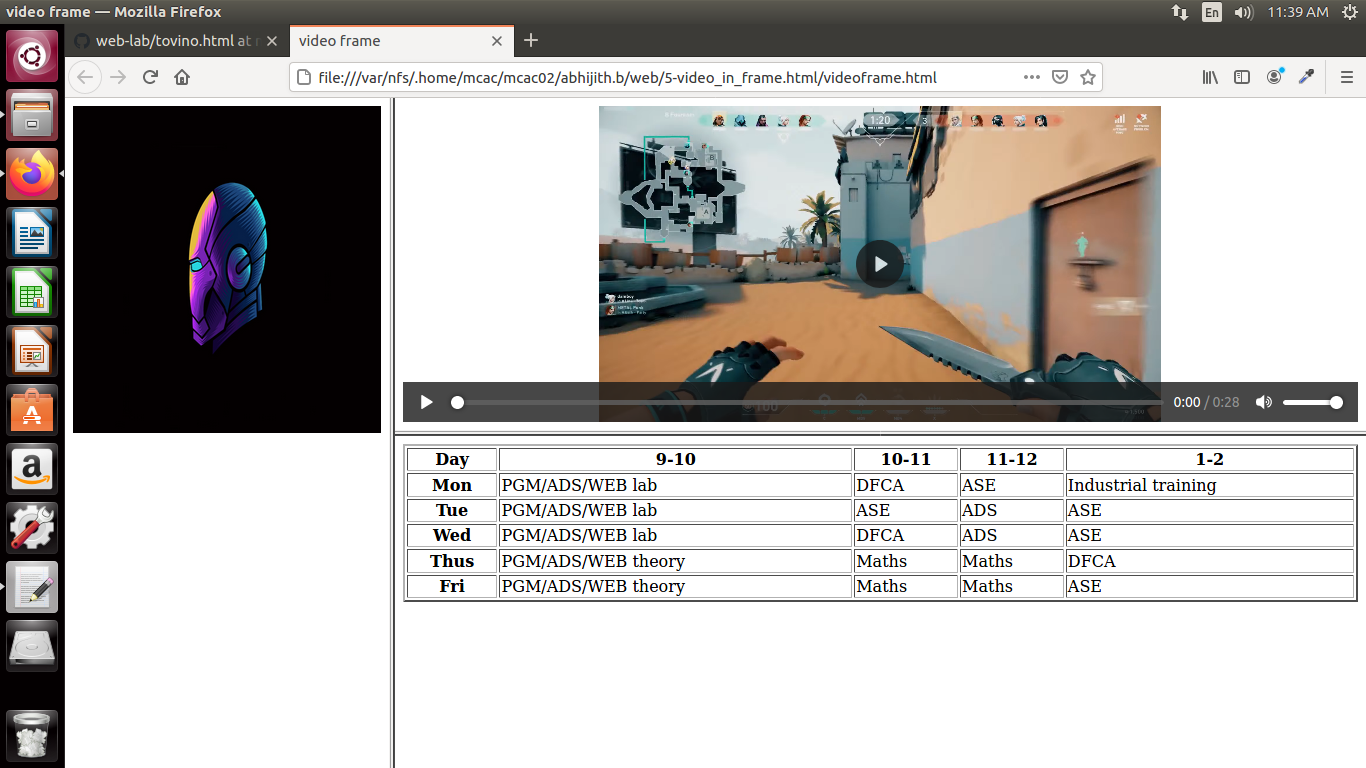 video frame — Mozilla Firefox
En
11:39 AM
web-lab/tovino.html at
video frame
file:///var/nfs/.home/mcac/mcac02/abhijith.b/web/5-video_in_frame.html/videoframe.html
1:20
3
B
A
100
0:00 / 0:28
Day 9-10 10-11 11-12 1-2
Mon PGM/ADS/WEB lab DFCA ASE Industrial training
Tue PGM/ADS/WEB lab ASE ADS ASE
Wed PGM/ADS/WEB lab DFCA ADS ASE
Thus PGM/ADS/WEB theory Maths Maths DFCA
Fri PGM/ADS/WEB theory Maths Maths ASE